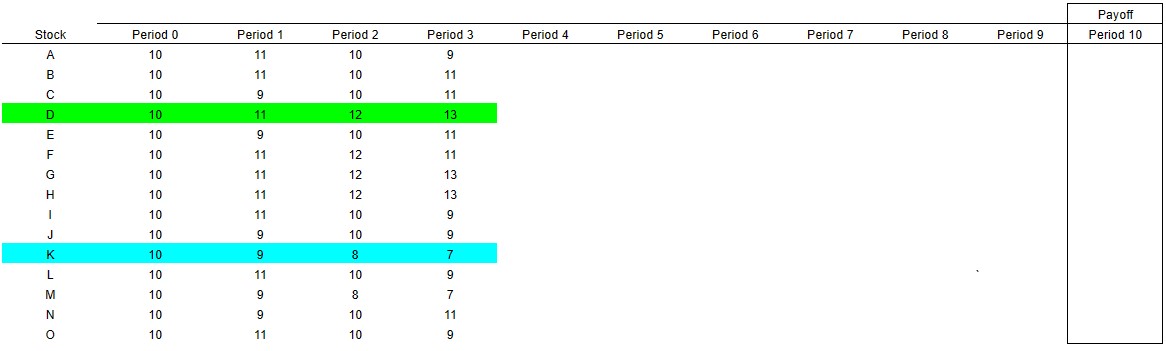 Payoff
Stock Period 0 Period 1 Period 2 Period 3 Period 4 Period 5 Period 6 Period 7 Period 8 Period 9 Period 10
A 10 11 10 9
B 10 11 10 11
C 10 9 10 11
D 10 11 12 13
E 10 9 10 11
F 10 11 12 11
G 10 11 12 13
H 10 11 12 13
I 10 11 10 9
J 10 9 10 9
K 10 9 8 7
L 10 11 10 9 `
M 10 9 8 7
N 10 9 10 11
O 10 11 10 9